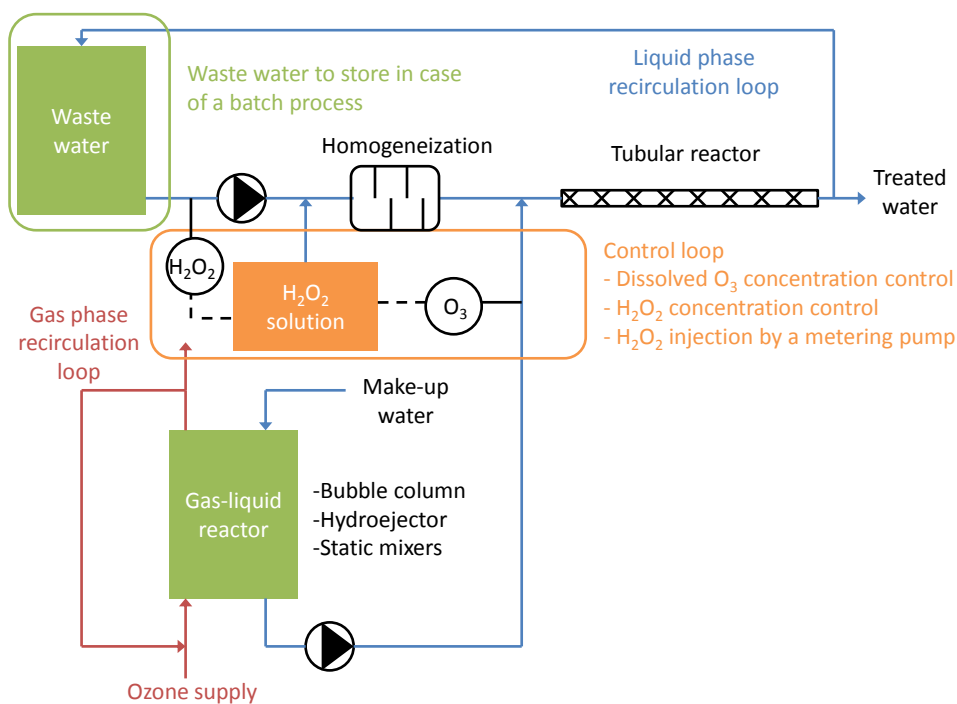 Waste
water
Waste water to store in case
of a batch process
Liquid phase
recirculation loop
Homogeneization
Tubular reactor
Treated
water
H₂O₂
H₂O₂
solution
O₃
Control loop
- Dissolved O₃ concentration control
- H₂O₂ concentration control
- H₂O₂ injection by a metering pump
Gas phase
recirculation
loop
Make-up
water
Gas-liquid
reactor
-Bubble column
-Hydroejector
-Static mixers
Ozone supply